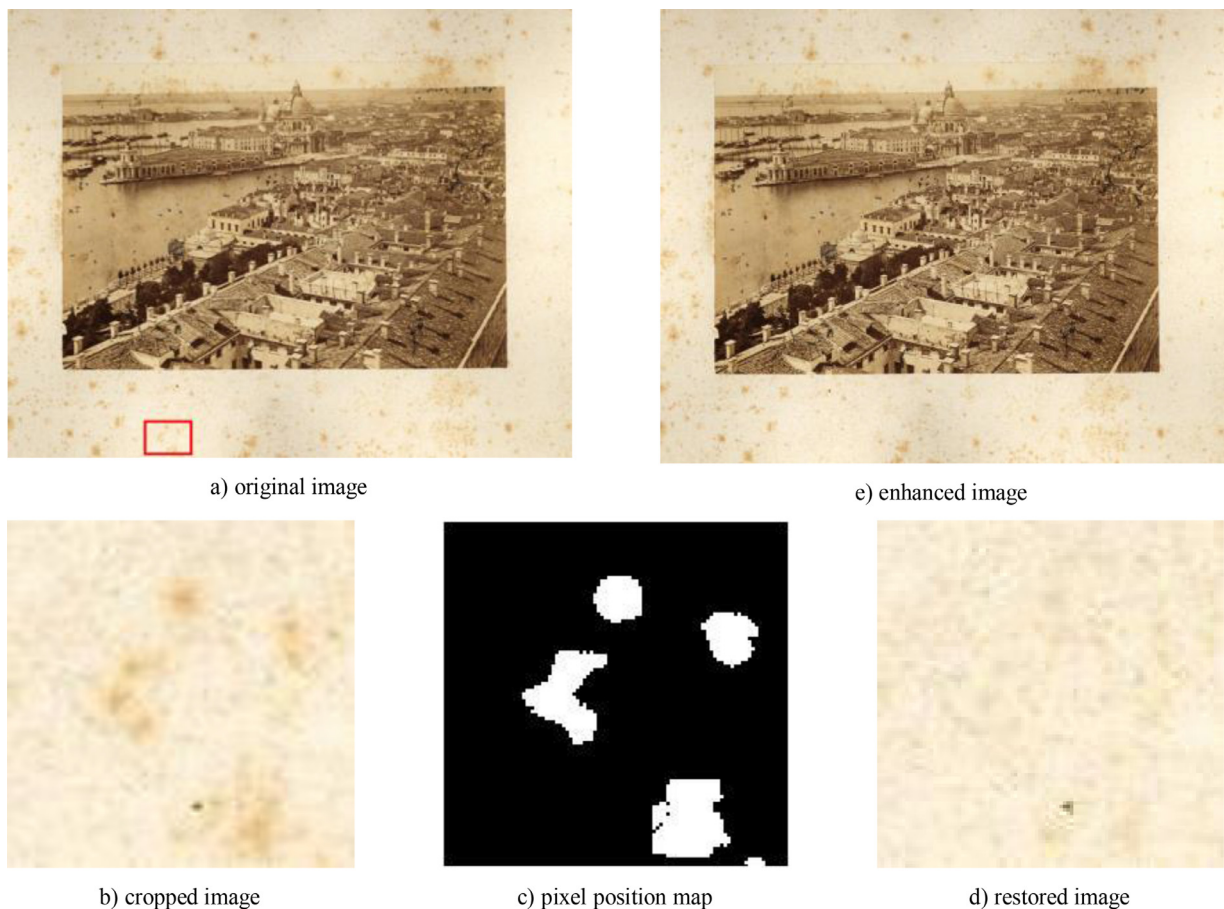 a) original image
e) enhanced image
b) cropped image
c) pixel position map
d) restored image